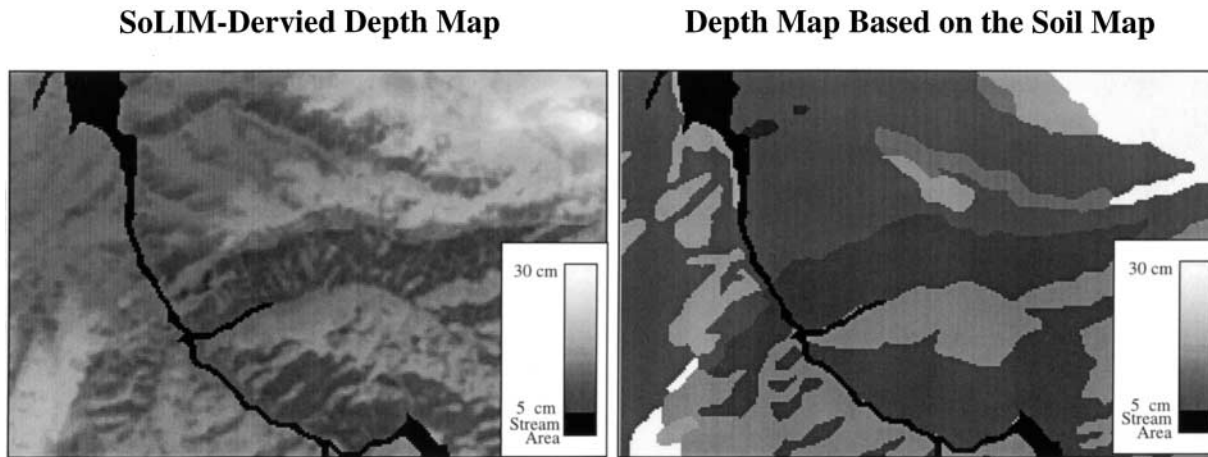 SoLIM-Dervied Depth Map
Depth Map Based on the Soil Map
30 cm
5 cm
Stream
Area
30 cm
5 cm
Stream
Area